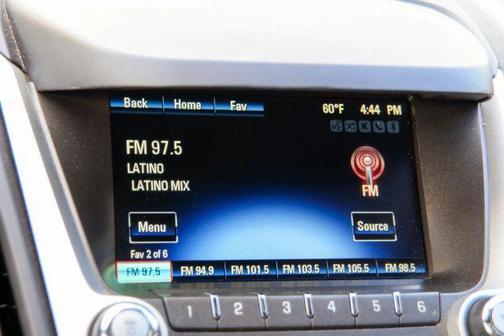 Back Home Fav 60°F 4:44 PM
FM 97.5
LATINO
LATINO MIX
FM
Menu Source
Fav 2 of 6
FM 97.5 FM 94.9 FM 101.5 FM 103.5 FM 105.5 FM 98.5
1 2 3 4 5 6